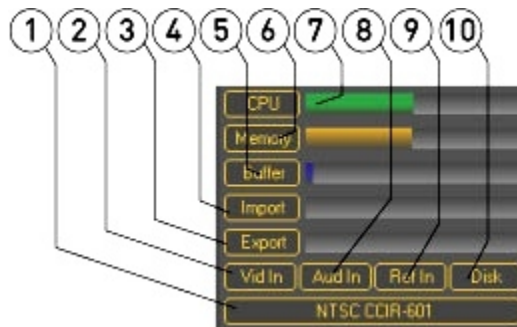 1 2 3 4 5 6 7 8 9 10
CPU
Memory
Buffer
Import
Export
Vid In Aud In Ref In Disk
NTSC CCIR-601